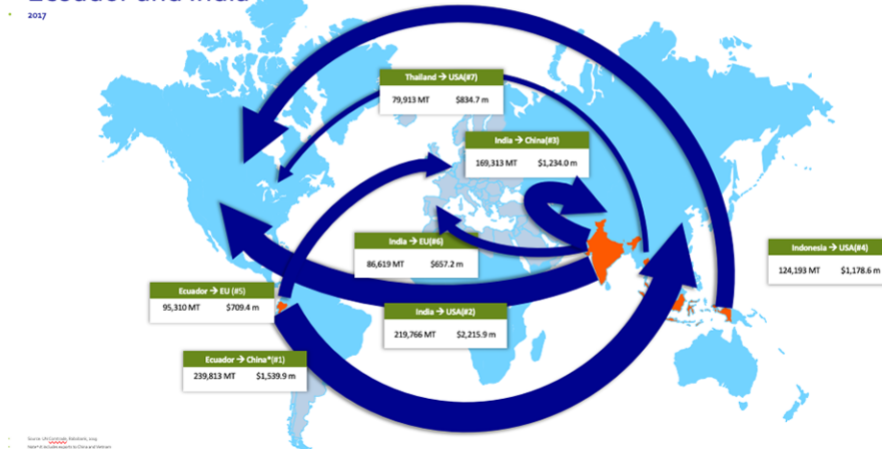 Ecuador and India
2017
Thailand → USA(#7)
79,913 MT $834.7 m
India → China(#3)
169,313 MT $1,234.0 m
India → EU(#6)
86,619 MT $657.2 m
Indonesia → USA(#4)
124,193 MT $1,178.6 m
Ecuador → EU (#5)
95,310 MT $709.4 m
India → USA(#2)
219,766 MT $2,215.9 m
Ecuador → China*(#1)
239,813 MT $1,539.9 m